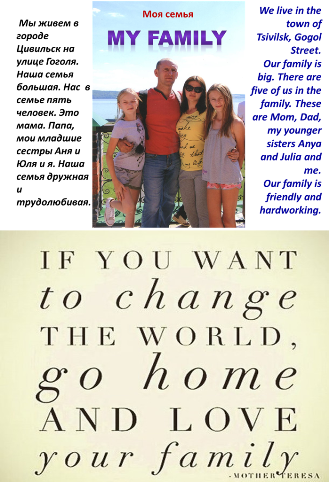 Мы живем в
городе
Цивильск на
улице Гоголя.
Наша семья
большая. Нас в
семье пять
человек. Это
мама. Папа,
мои младшие
сестры Аня и
Юля и я. Наша
семья дружная
и
трудолюбивая.
Моя семья
MY FAMILY
We live in the
town of
Tsivilsk, Gogol
Street.
Our family is
big. There are
five of us in the
family. These
are Mom, Dad,
my younger
sisters Anya
and Julia and
me.
Our family is
friendly and
hardworking.
IF YOU WANT
to change
THE WORLD,
go home
AND LOVE
your family
-MOTHER TERESA